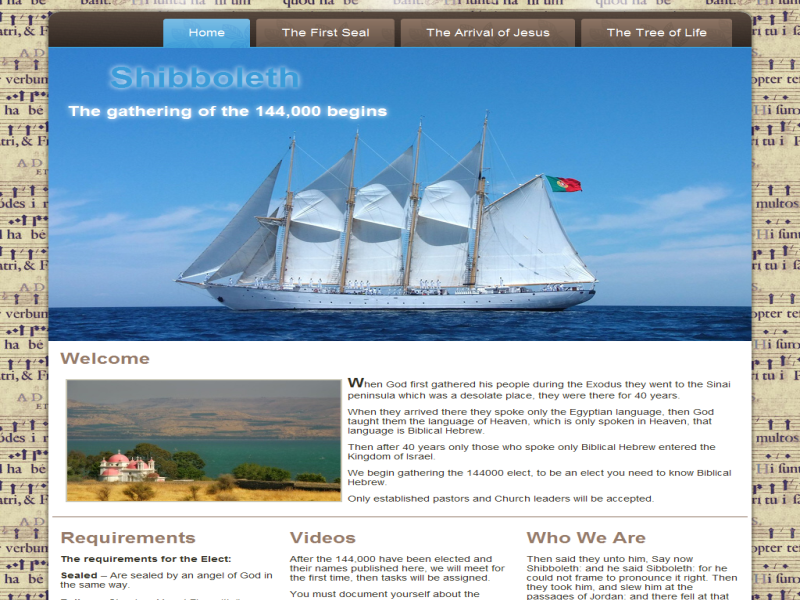 Home
The First Seal
The Arrival of Jesus
The Tree of Life
Shibboleth
The gathering of the 144,000 begins
Welcome
When God first gathered his people during the Exodus they went to the Sinai
peninsula which was a desolate place, they were there for 40 years.
When they arrived there they spoke only the Egyptian language, then God
taught them the language of Heaven, which is only spoken in Heaven, that
language is Biblical Hebrew.
Then after 40 years only those who spoke only Biblical Hebrew entered the
Kingdom of Israel.
We begin gathering the 144000 elect, to be an elect you need to know Biblical
Hebrew.
Only established pastors and Church leaders will be accepted.
Requirements
The requirements for the Elect:
Sealed – Are sealed by an angel of God in
the same way.
Videos
After the 144,000 have been elected and
their names published here, we will meet for
the first time, then tasks will be assigned.
You must document yourself about the
Who We Are
Then said they unto him, Say now
Shibboleth: and he said Sibboleth: for he
could not frame to pronounce it right. Then
they took him, and slew him at the
passages of Jordan: and there fell at that